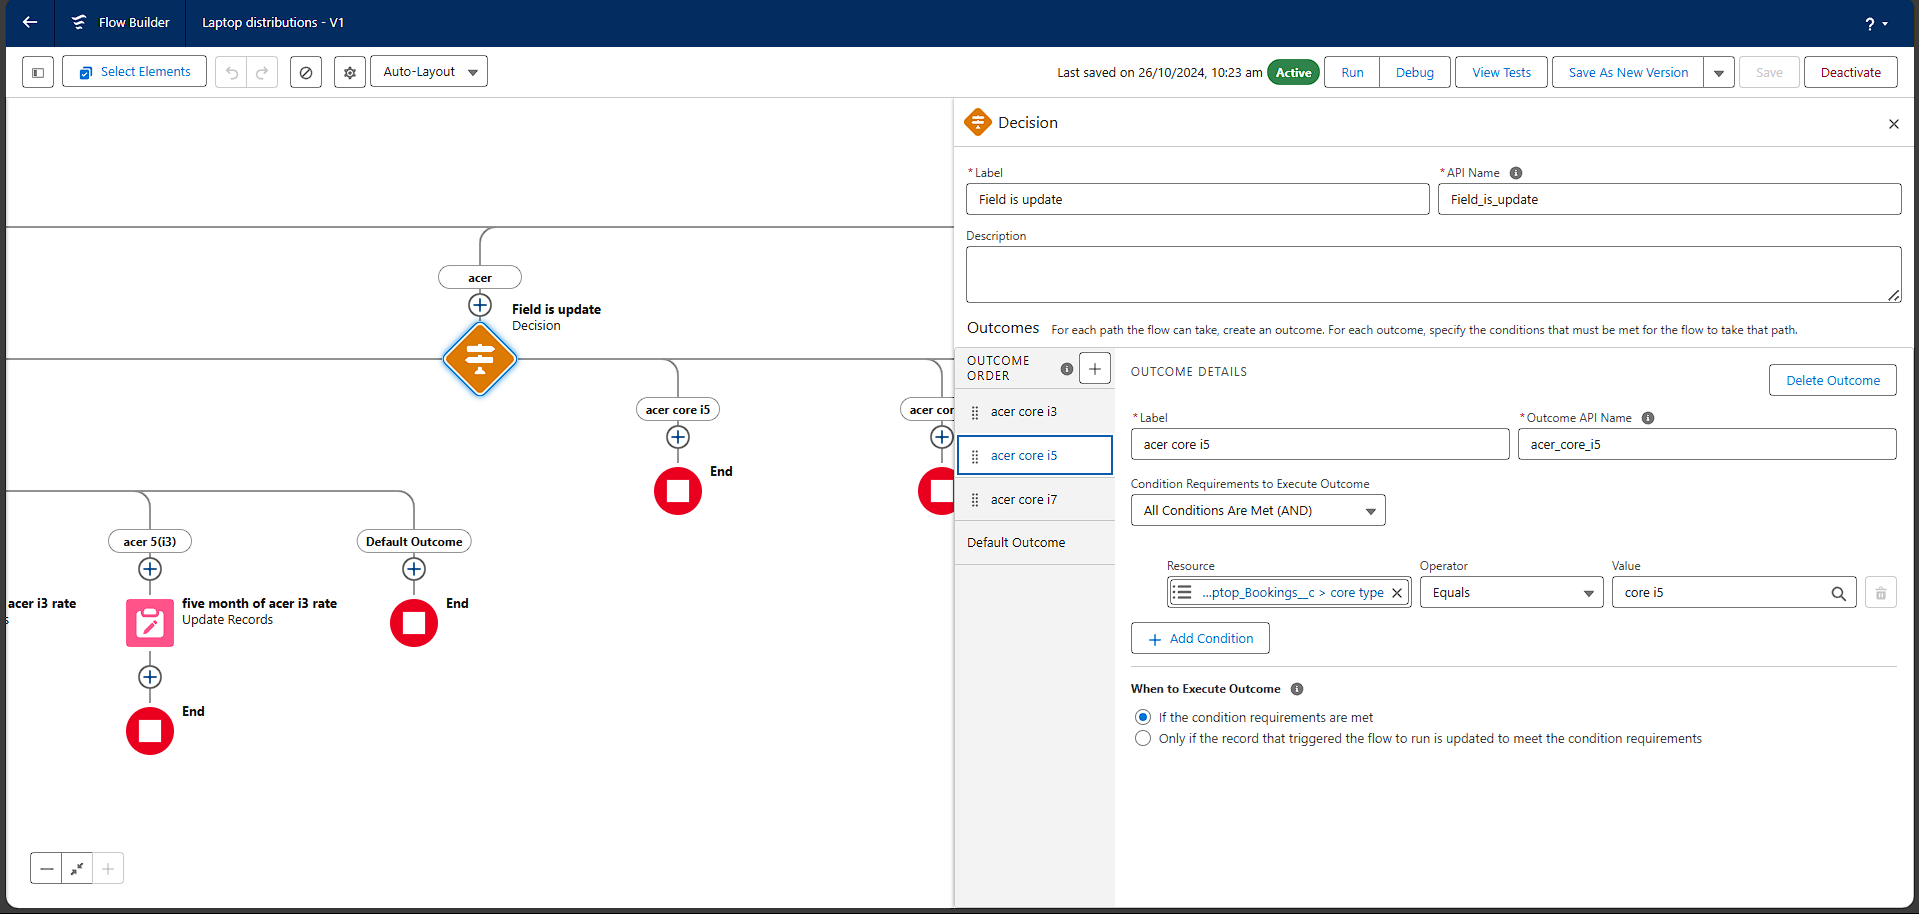 Flow Builder
Laptop distributions - V1
?
Select Elements
Auto-Layout
Last saved on 26/10/2024, 10:23 am
Active
Run
Debug
View Tests
Save As New Version
Save
Deactivate
acer
Field is update
Decision
acer core i5
End
acer cor
acer 5(i3)
Default Outcome
acer i3 rate
five month of acer i3 rate
Update Records
End
End
Decision
*Label
*API Name
Field is update
Field_is_update
Description
Outcomes
For each path the flow can take, create an outcome. For each outcome, specify the conditions that must be met for the flow to take that path.
OUTCOME
ORDER
acer core i3
acer core i5
acer core i7
Default Outcome
OUTCOME DETAILS
Delete Outcome
*Label
*Outcome API Name
acer core i5
acer_core_i5
Condition Requirements to Execute Outcome
All Conditions Are Met (AND)
Resource
Operator
Value
...ptop_Bookings__c > core type
Equals
core i5
Add Condition
When to Execute Outcome
If the condition requirements are met
Only if the record that triggered the flow to run is updated to meet the condition requirements